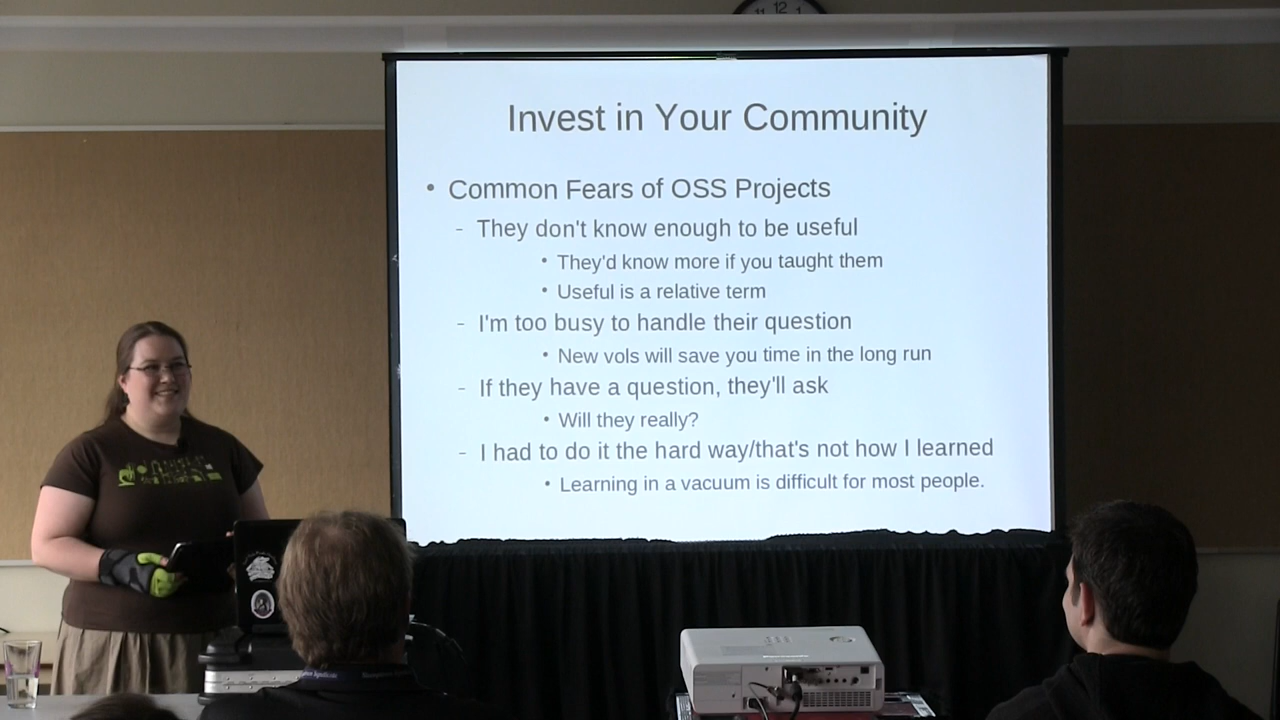 11 12 1
Invest in Your Community
• Common Fears of OSS Projects
– They don't know enough to be useful
• They'd know more if you taught them
• Useful is a relative term
– I'm too busy to handle their question
• New vols will save you time in the long run
– If they have a question, they'll ask
• Will they really?
– I had to do it the hard way/that's not how I learned
• Learning in a vacuum is difficult for most people.